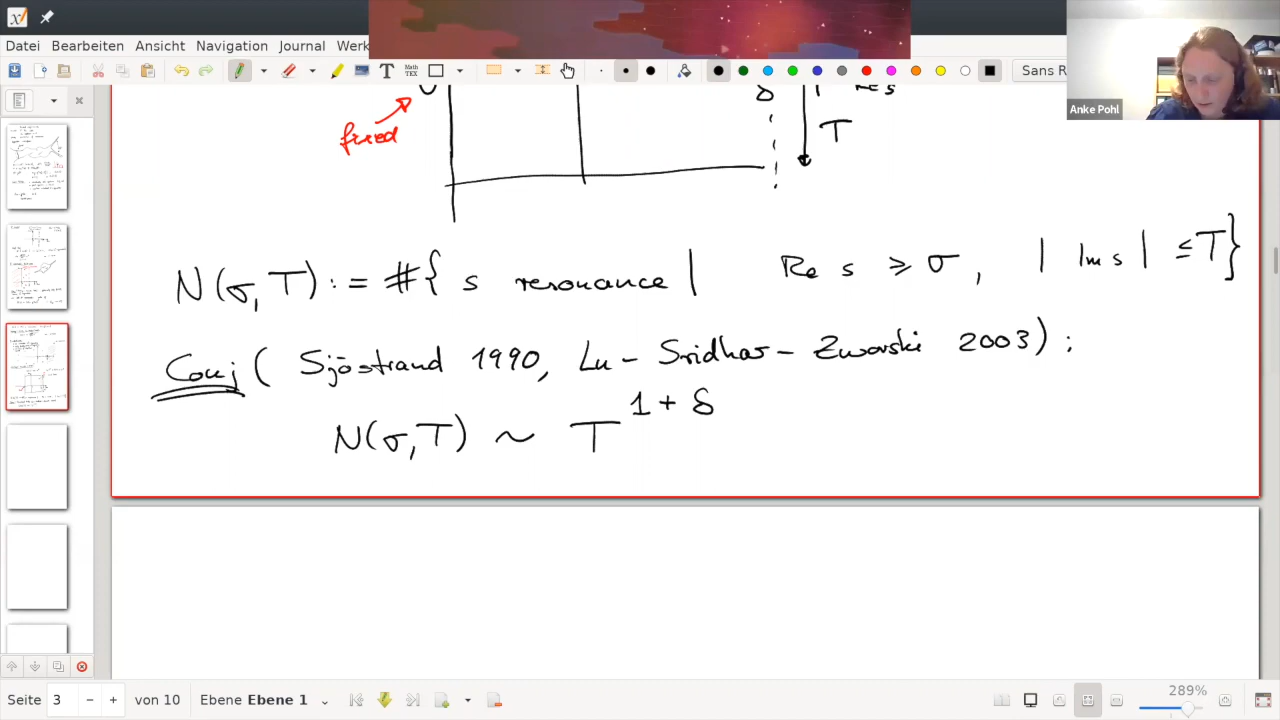 Datei Bearbeiten Ansicht Navigation Journal Werk
Sans R
Anke Pohl
fixed
δ
Res
T
N(σ,T) := #{ s resonance | Re s ⩾ σ, | Im s | ≤ T}
Conj ( Sjöstrand 1990, Lu - Sridhar - Zworski 2003) :
N(σ,T) ~ T^{1+δ}
Seite 3 von 10 Ebene Ebene 1 289%